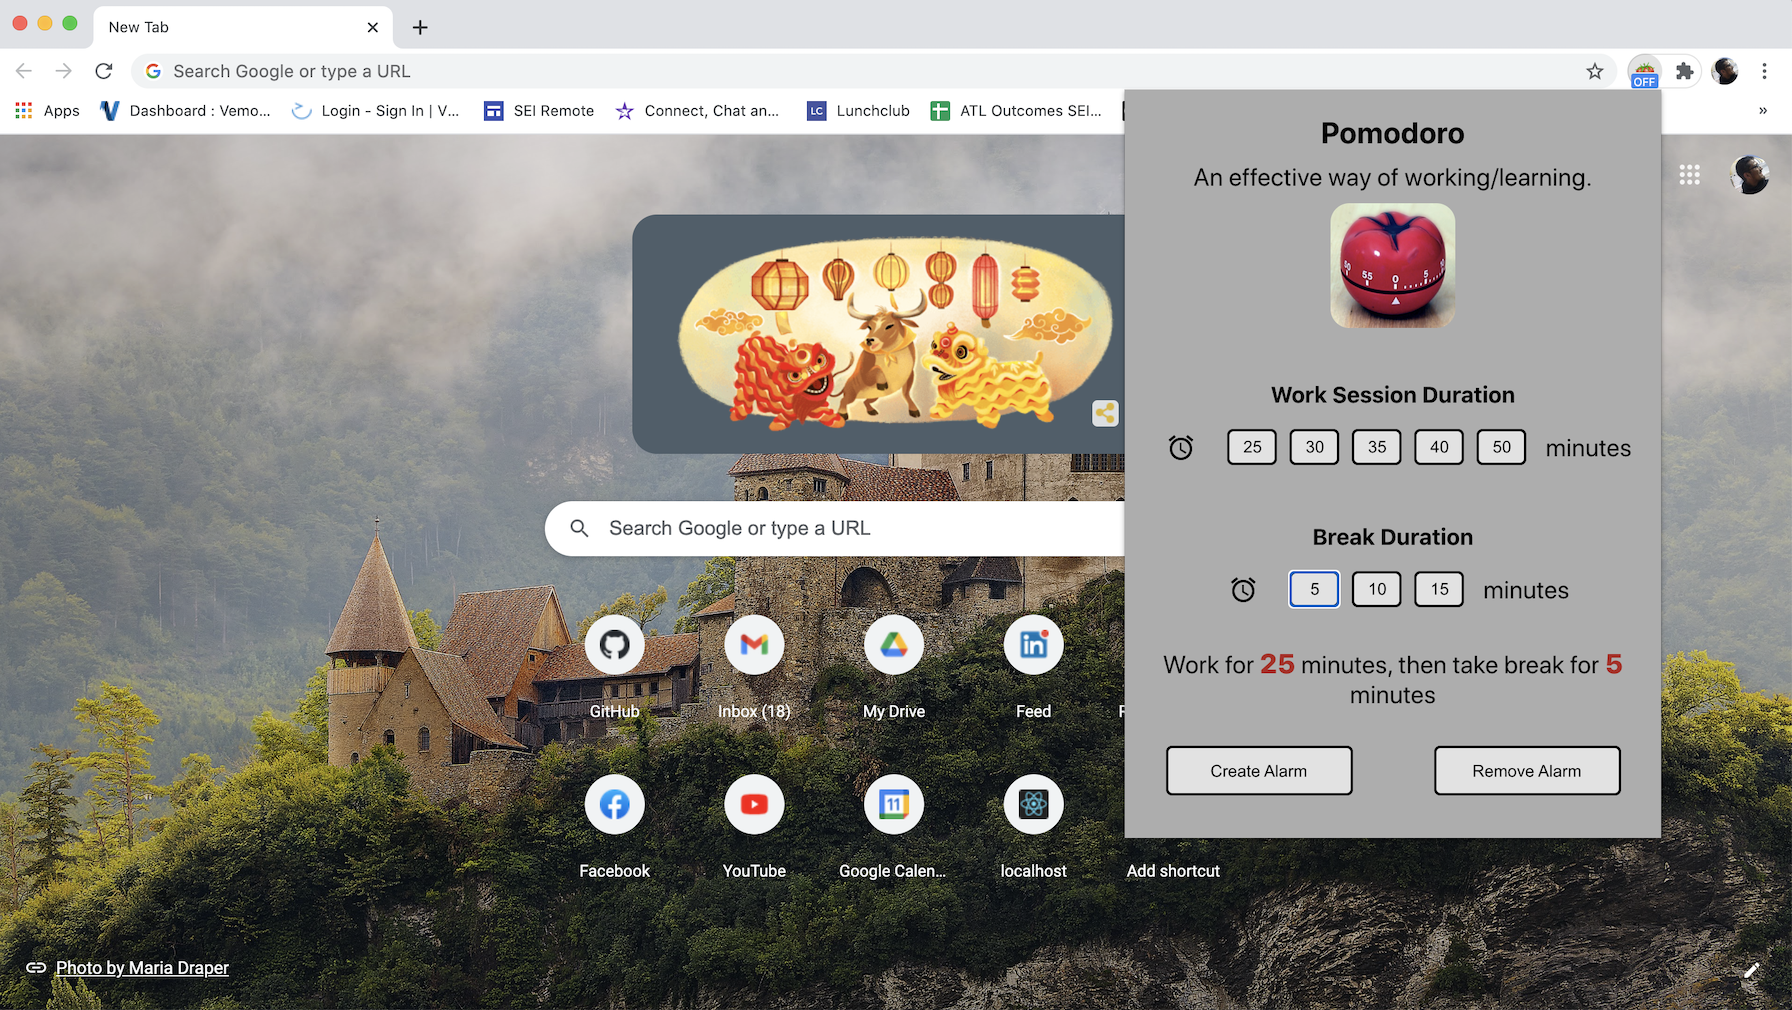 New Tab
Search Google or type a URL
OFF
Apps
Dashboard : Vemo...
Login - Sign In | V...
SEI Remote
Connect, Chat an...
LC
Lunchclub
ATL Outcomes SEI...
»
Pomodoro
An effective way of working/learning.
50 55 0 5 10
Work Session Duration
25 30 35 40 50 minutes
Break Duration
5 10 15 minutes
Work for 25 minutes, then take break for 5
minutes
Create Alarm
Remove Alarm
Search Google or type a URL
GitHub
Inbox (18)
My Drive
in
Feed
Facebook
YouTube
11
Google Calen...
localhost
Add shortcut
Photo by Maria Draper